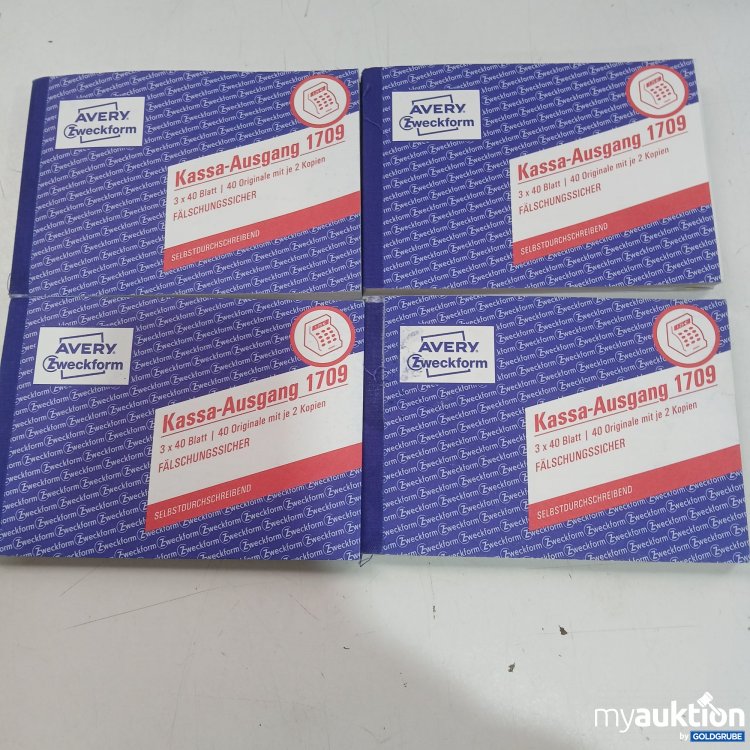 AVERY
Zweckform
Kassa-Ausgang 1709
3 x 40 Blatt | 40 Originale mit je 2 Kopien
FÄLSCHUNGSSICHER
SELBSTDURCHSCHREIBEND
AVERY
Zweckform
Kassa-Ausgang 1709
3 x 40 Blatt | 40 Originale mit je 2 Kopien
FÄLSCHUNGSSICHER
SELBSTDURCHSCHREIBEND
AVERY
Zweckform
Kassa-Ausgang 1709
3 x 40 Blatt | 40 Originale mit je 2 Kopien
FÄLSCHUNGSSICHER
SELBSTDURCHSCHREIBEND
AVERY
Zweckform
Kassa-Ausgang 1709
3 x 40 Blatt | 40 Originale mit je 2 Kopien
FÄLSCHUNGSSICHER
SELBSTDURCHSCHREIBEND
myauktion
by GOLDGRUBE